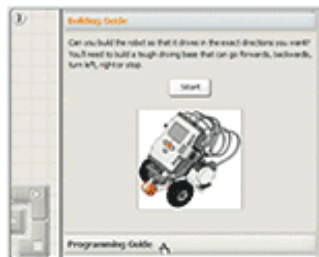 Building Guide
Can you build the robot so that it drives in the exact directions you want?
You'll need to build a tough driving base that can go forwards, backwards,
turn left, right or stop.
Start
Programming Guide